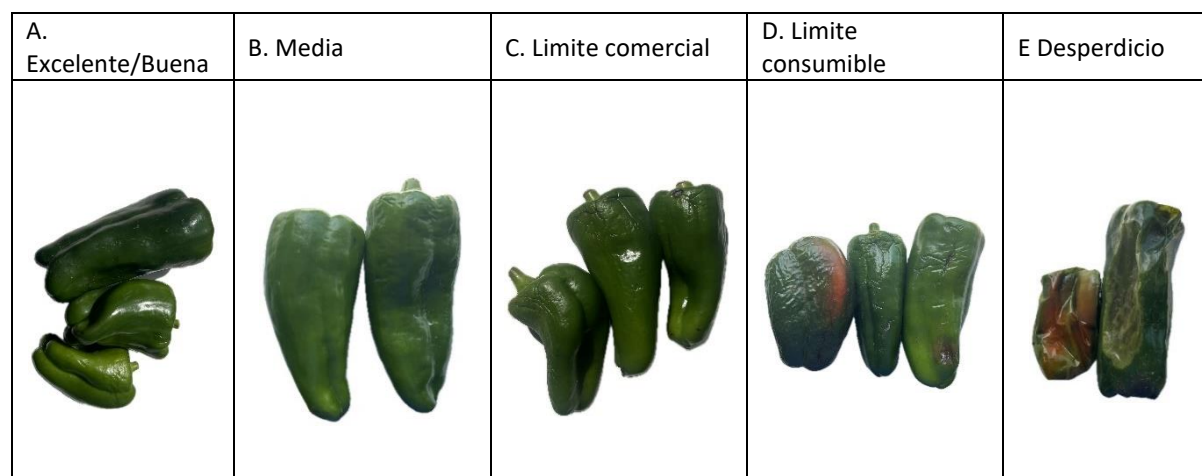 A.
Excelente/Buena
B. Media
C. Limite comercial
D. Limite
consumible
E Desperdicio